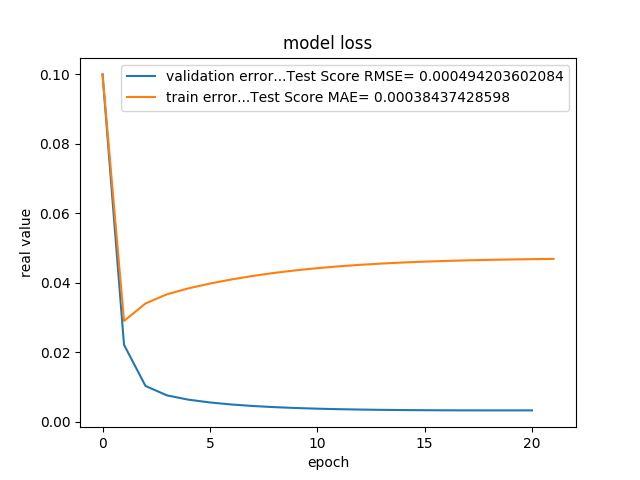 model loss
validation error...Test Score RMSE= 0.000494203602084
train error...Test Score MAE= 0.00038437428598
0.10
0.08
0.06
0.04
0.02
0.00
real value
0 5 10 15 20
epoch